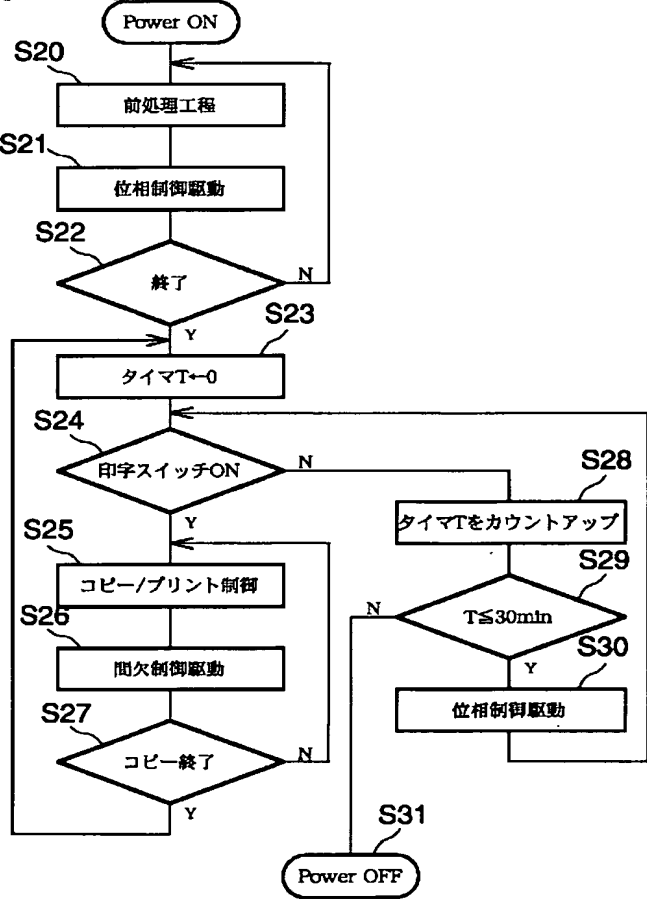 Power ON
S20
前処理工程
S21
位相制御駆動
S22
終了
N
Y
S23
タイマT←0
S24
印字スイッチON
N
Y
S25
コピー/プリント制御
S26
間欠制御駆動
S27
コピー終了
N
Y
S28
タイマTをカウントアップ
S29
T≦30min
N
Y
S30
位相制御駆動
S31
Power OFF